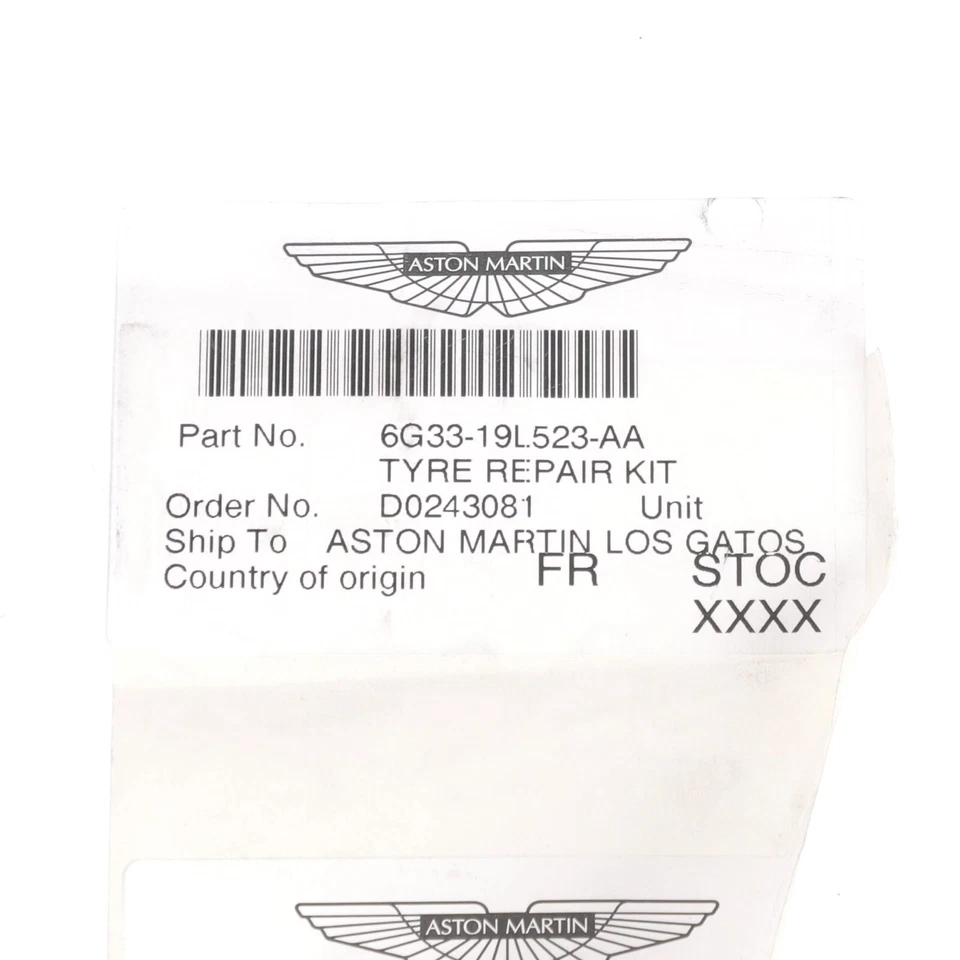 ASTON MARTIN
Part No. 6G33-19L523-AA
TYRE REPAIR KIT
Order No. D0243081 Unit
Ship To ASTON MARTIN LOS GATOS
Country of origin FR STOC
XXXX
ASTON MARTIN